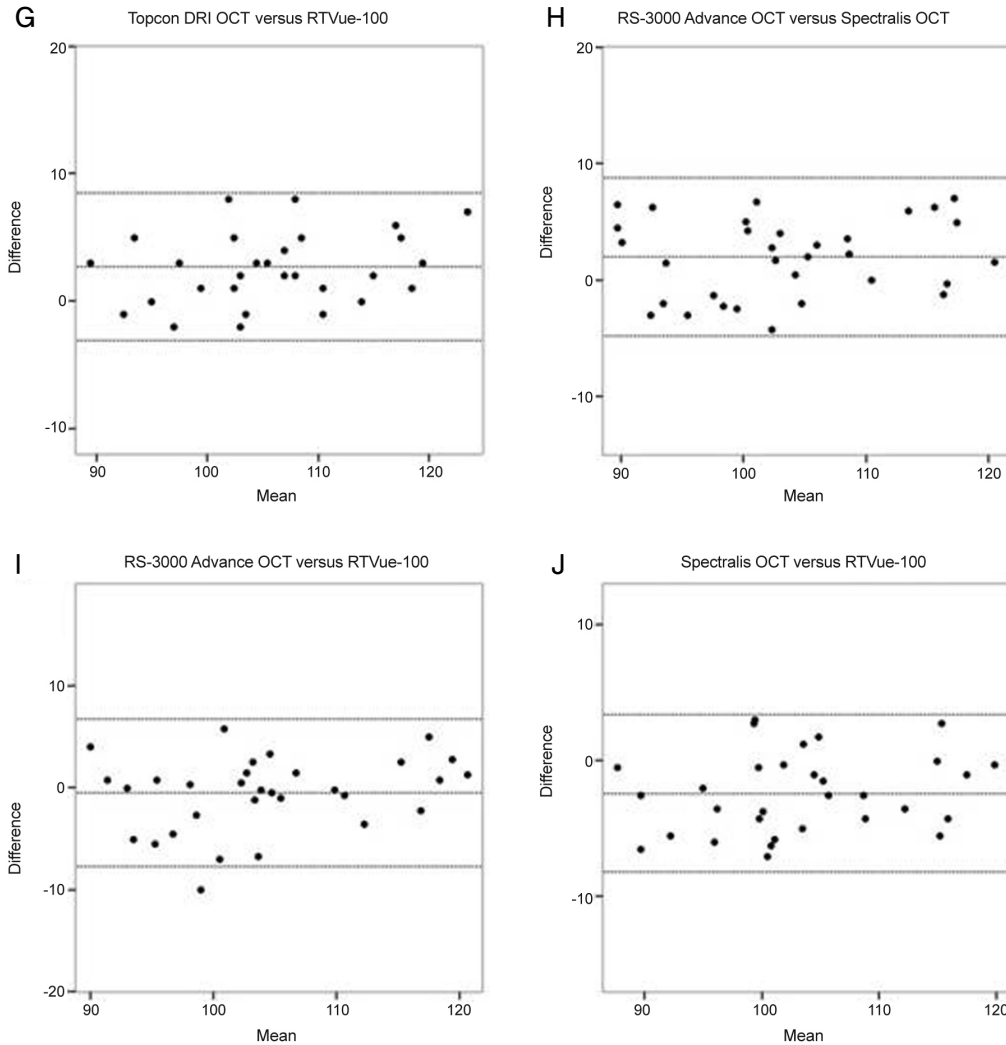 G
Topcon DRI OCT versus RTVue-100
20
10
0
-10
Difference
90 100 110 120
Mean
H
RS-3000 Advance OCT versus Spectralis OCT
20
10
0
-10
Difference
90 100 110 120
Mean
I
RS-3000 Advance OCT versus RTVue-100
10
0
-10
-20
Difference
90 100 110 120
Mean
J
Spectralis OCT versus RTVue-100
10
0
-10
Difference
90 100 110 120
Mean